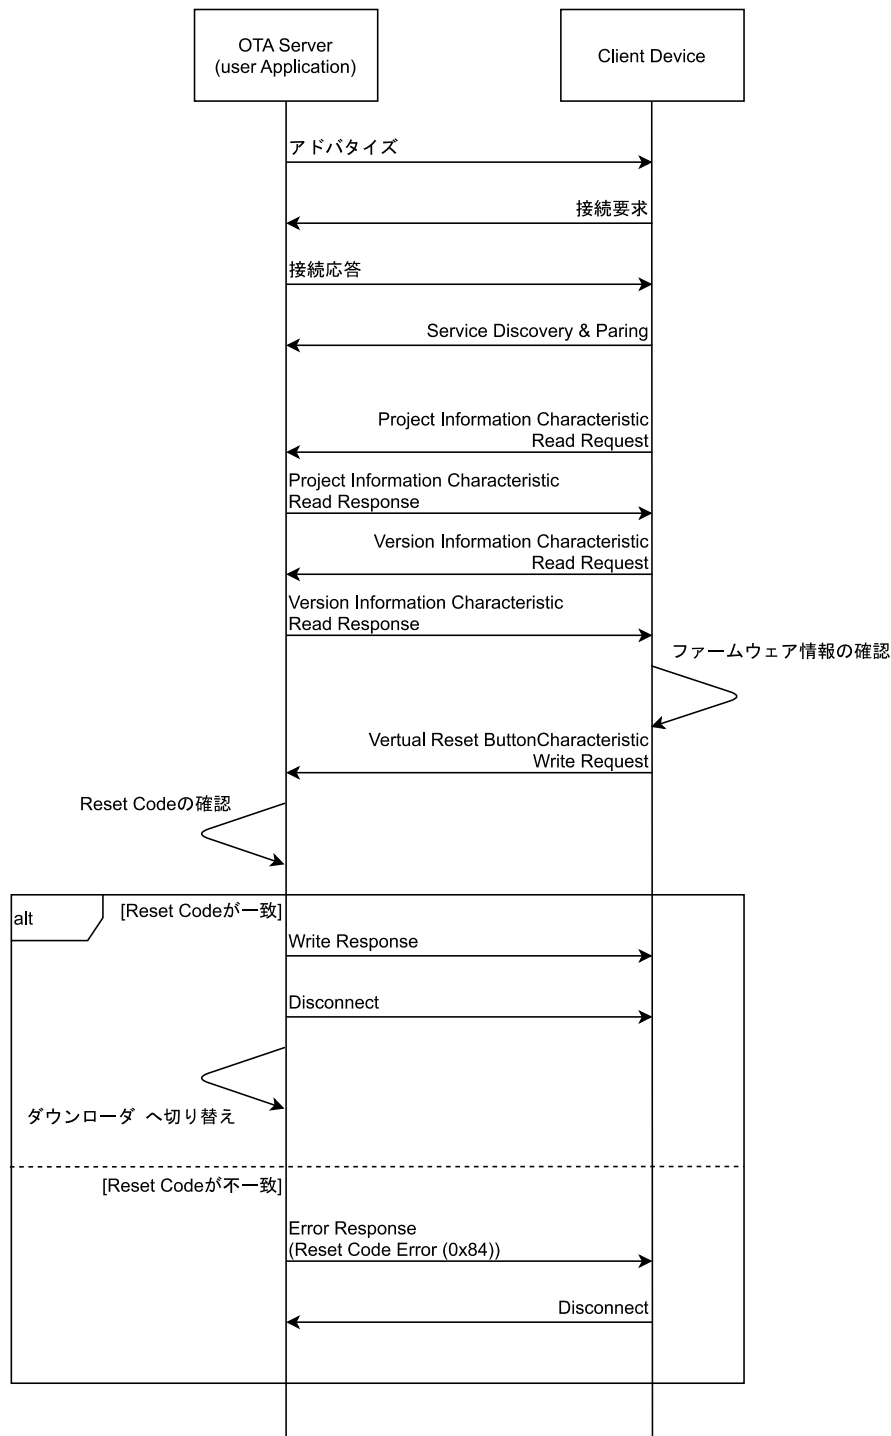 OTA Server
(user Application)
Client Device
アドバタイズ
接続要求
接続応答
Service Discovery & Paring
Project Information Characteristic
Read Request
Project Information Characteristic
Read Response
Version Information Characteristic
Read Request
Version Information Characteristic
Read Response
ファームウェア情報の確認
Vertual Reset ButtonCharacteristic
Write Request
Reset Codeの確認
alt
[Reset Codeが一致]
Write Response
Disconnect
ダウンローダ へ切り替え
[Reset Codeが不一致]
Error Response
(Reset Code Error (0x84))
Disconnect